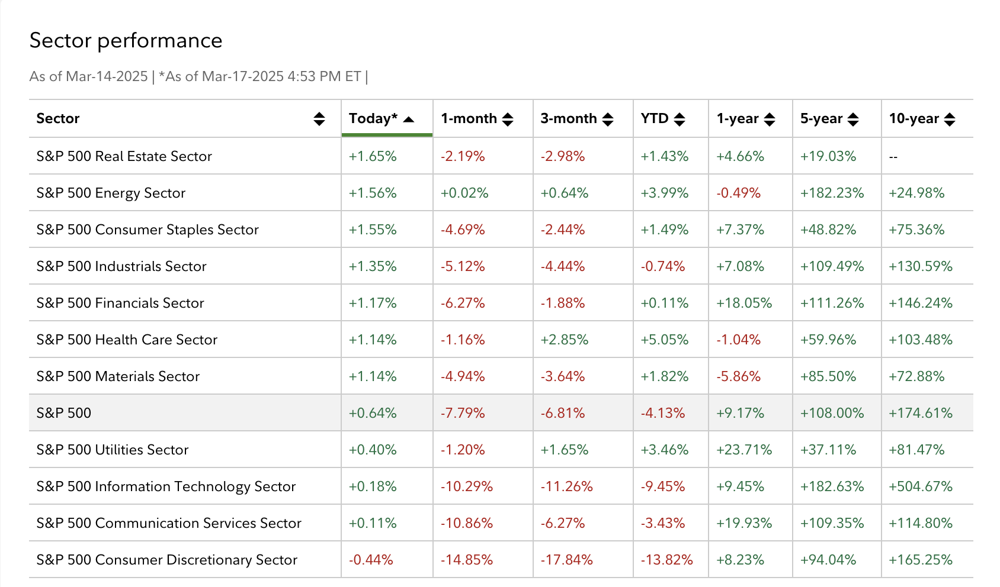 Sector performance
As of Mar-14-2025 | *As of Mar-17-2025 4:53 PM ET |
Sector Today* 1-month 3-month YTD 1-year 5-year 10-year
S&P 500 Real Estate Sector +1.65% -2.19% -2.98% +1.43% +4.66% +19.03% --
S&P 500 Energy Sector +1.56% +0.02% +0.64% +3.99% -0.49% +182.23% +24.98%
S&P 500 Consumer Staples Sector +1.55% -4.69% -2.44% +1.49% +7.37% +48.82% +75.36%
S&P 500 Industrials Sector +1.35% -5.12% -4.44% -0.74% +7.08% +109.49% +130.59%
S&P 500 Financials Sector +1.17% -6.27% -1.88% +0.11% +18.05% +111.26% +146.24%
S&P 500 Health Care Sector +1.14% -1.16% +2.85% +5.05% -1.04% +59.96% +103.48%
S&P 500 Materials Sector +1.14% -4.94% -3.64% +1.82% -5.86% +85.50% +72.88%
S&P 500 +0.64% -7.79% -6.81% -4.13% +9.17% +108.00% +174.61%
S&P 500 Utilities Sector +0.40% -1.20% +1.65% +3.46% +23.71% +37.11% +81.47%
S&P 500 Information Technology Sector +0.18% -10.29% -11.26% -9.45% +9.45% +182.63% +504.67%
S&P 500 Communication Services Sector +0.11% -10.86% -6.27% -3.43% +19.93% +109.35% +114.80%
S&P 500 Consumer Discretionary Sector -0.44% -14.85% -17.84% -13.82% +8.23% +94.04% +165.25%